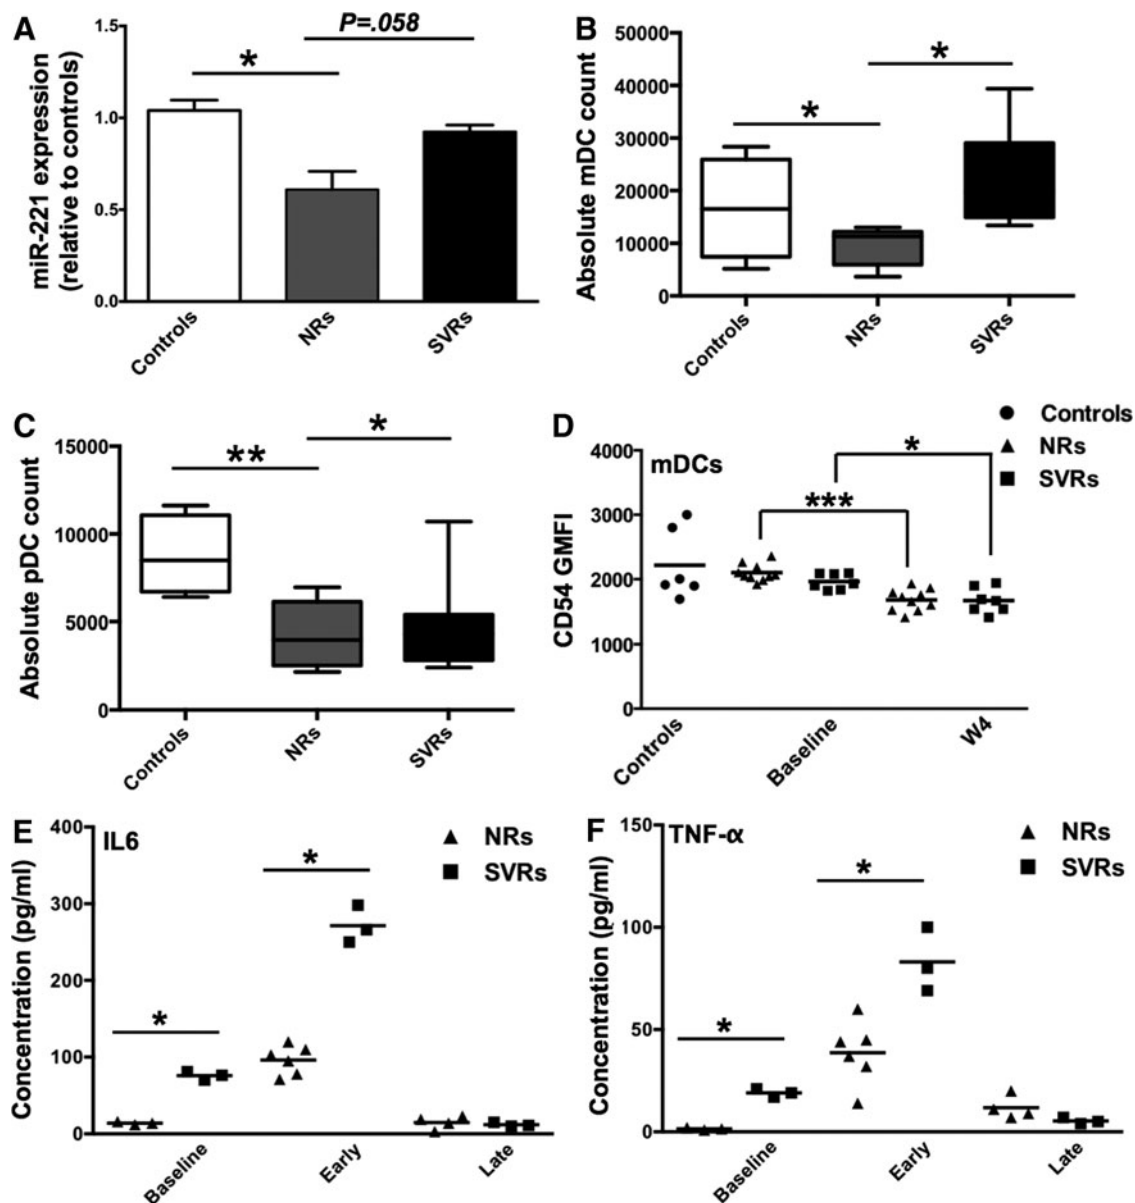 A
miR-221 expression
(relative to controls)
1.5
1.0
0.5
0.0
*
P=.058
Controls
NRs
SVRs
B
Absolute mDC count
50000
40000
30000
20000
10000
0
*
*
Controls
NRs
SVRs
C
Absolute pDC count
15000
10000
5000
0
**
*
Controls
NRs
SVRs
D
mDCs
CD54 GMFI
4000
3000
2000
1000
0
***
*
Controls
NRs
SVRs
Controls
Baseline
W4
E
IL6
Concentration (pg/ml)
400
300
200
100
0
*
*
NRs
SVRs
Baseline
Early
Late
F
TNF-α
Concentration (pg/ml)
150
100
50
0
*
*
NRs
SVRs
Baseline
Early
Late